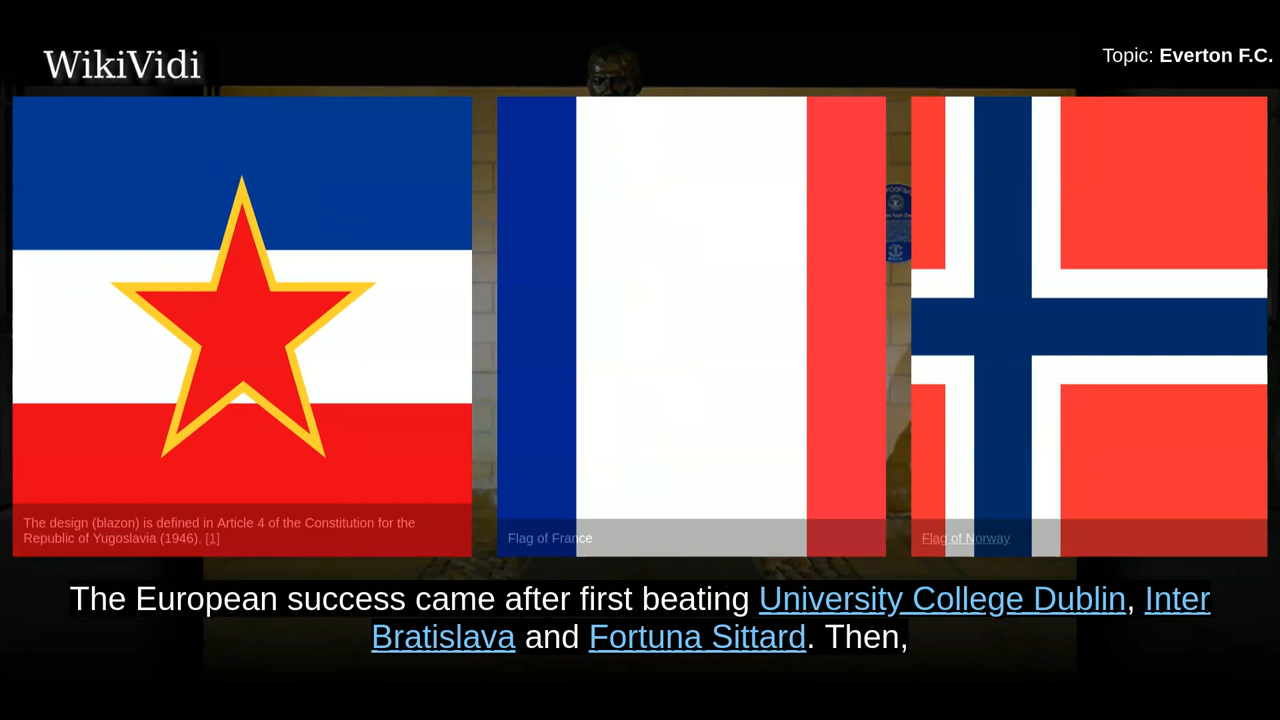 WikiVidi
Topic: Everton F.C.
The design (blazon) is defined in Article 4 of the Constitution for the
Republic of Yugoslavia (1946). [1]
Flag of France
Flag of Norway
The European success came after first beating University College Dublin, Inter
Bratislava and Fortuna Sittard. Then,